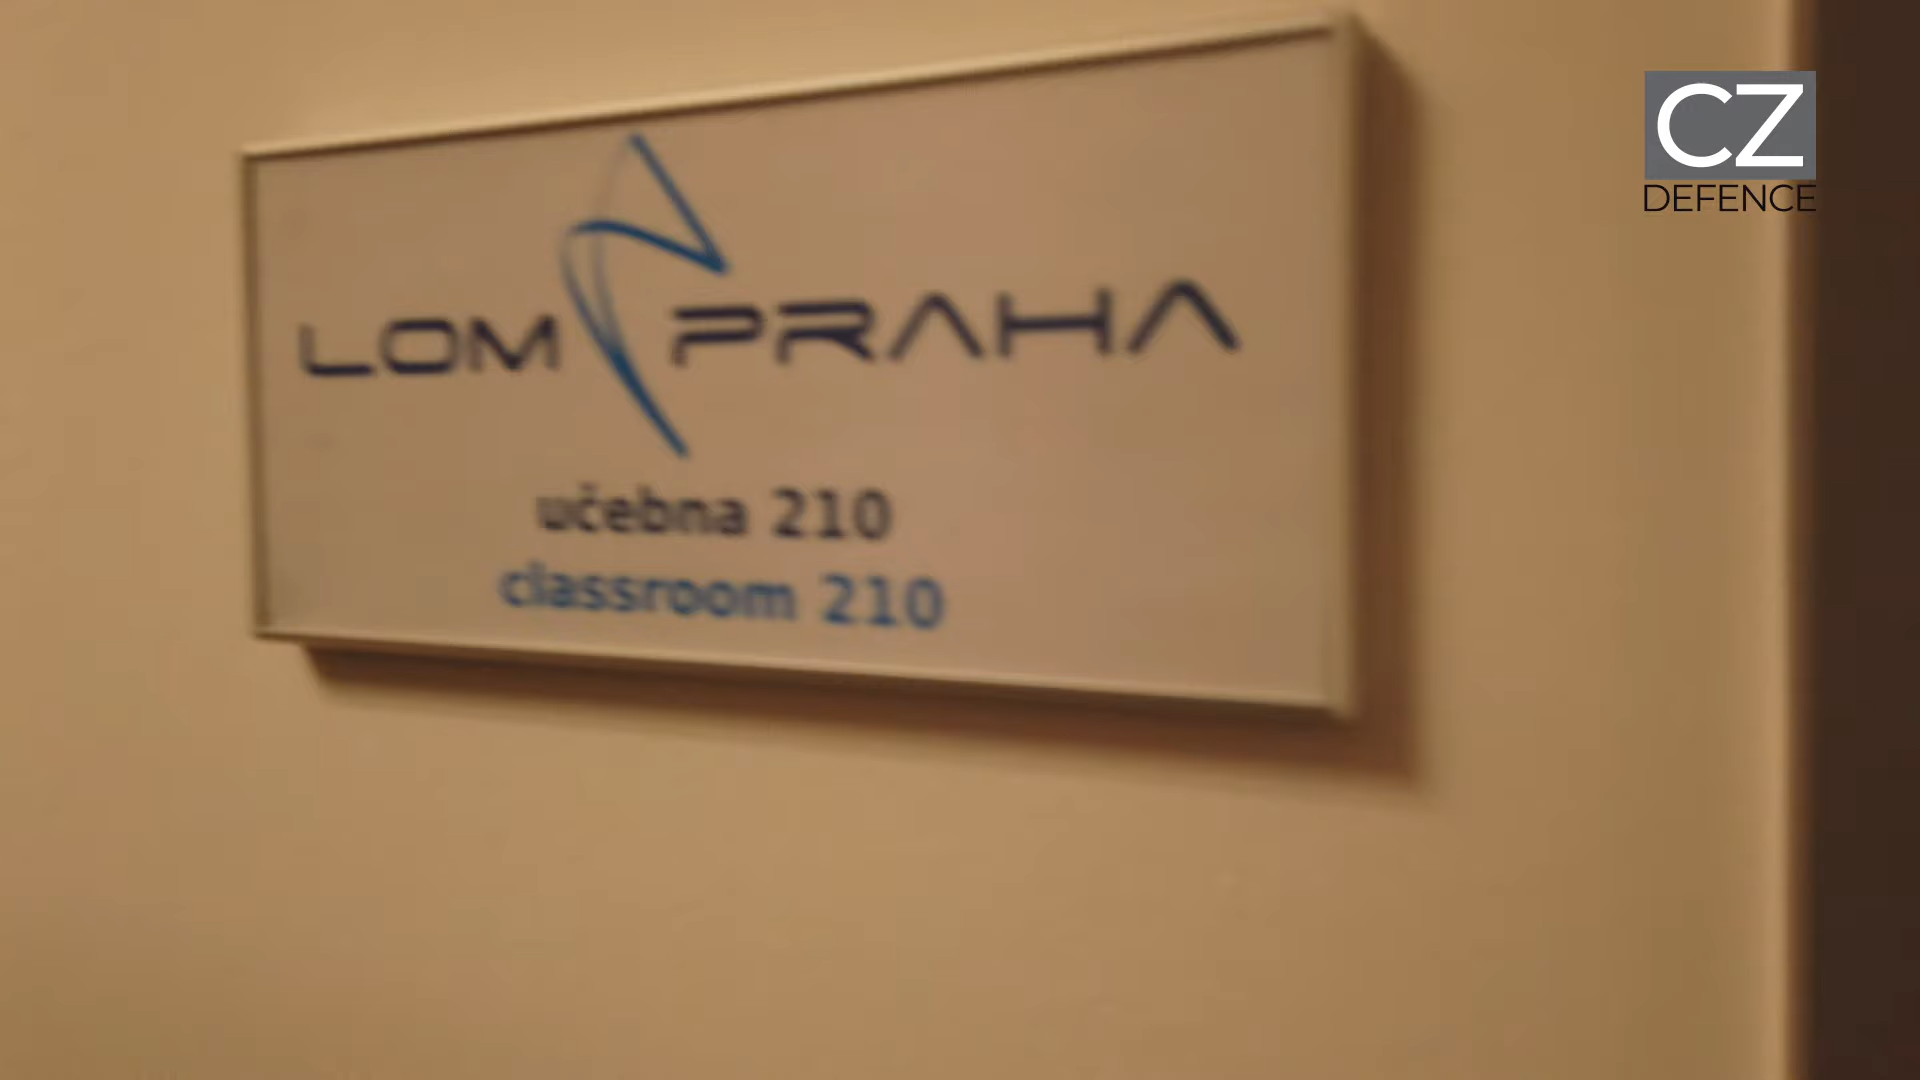 LOM PRAHA
učebna 210
classroom 210
CZ
DEFENCE